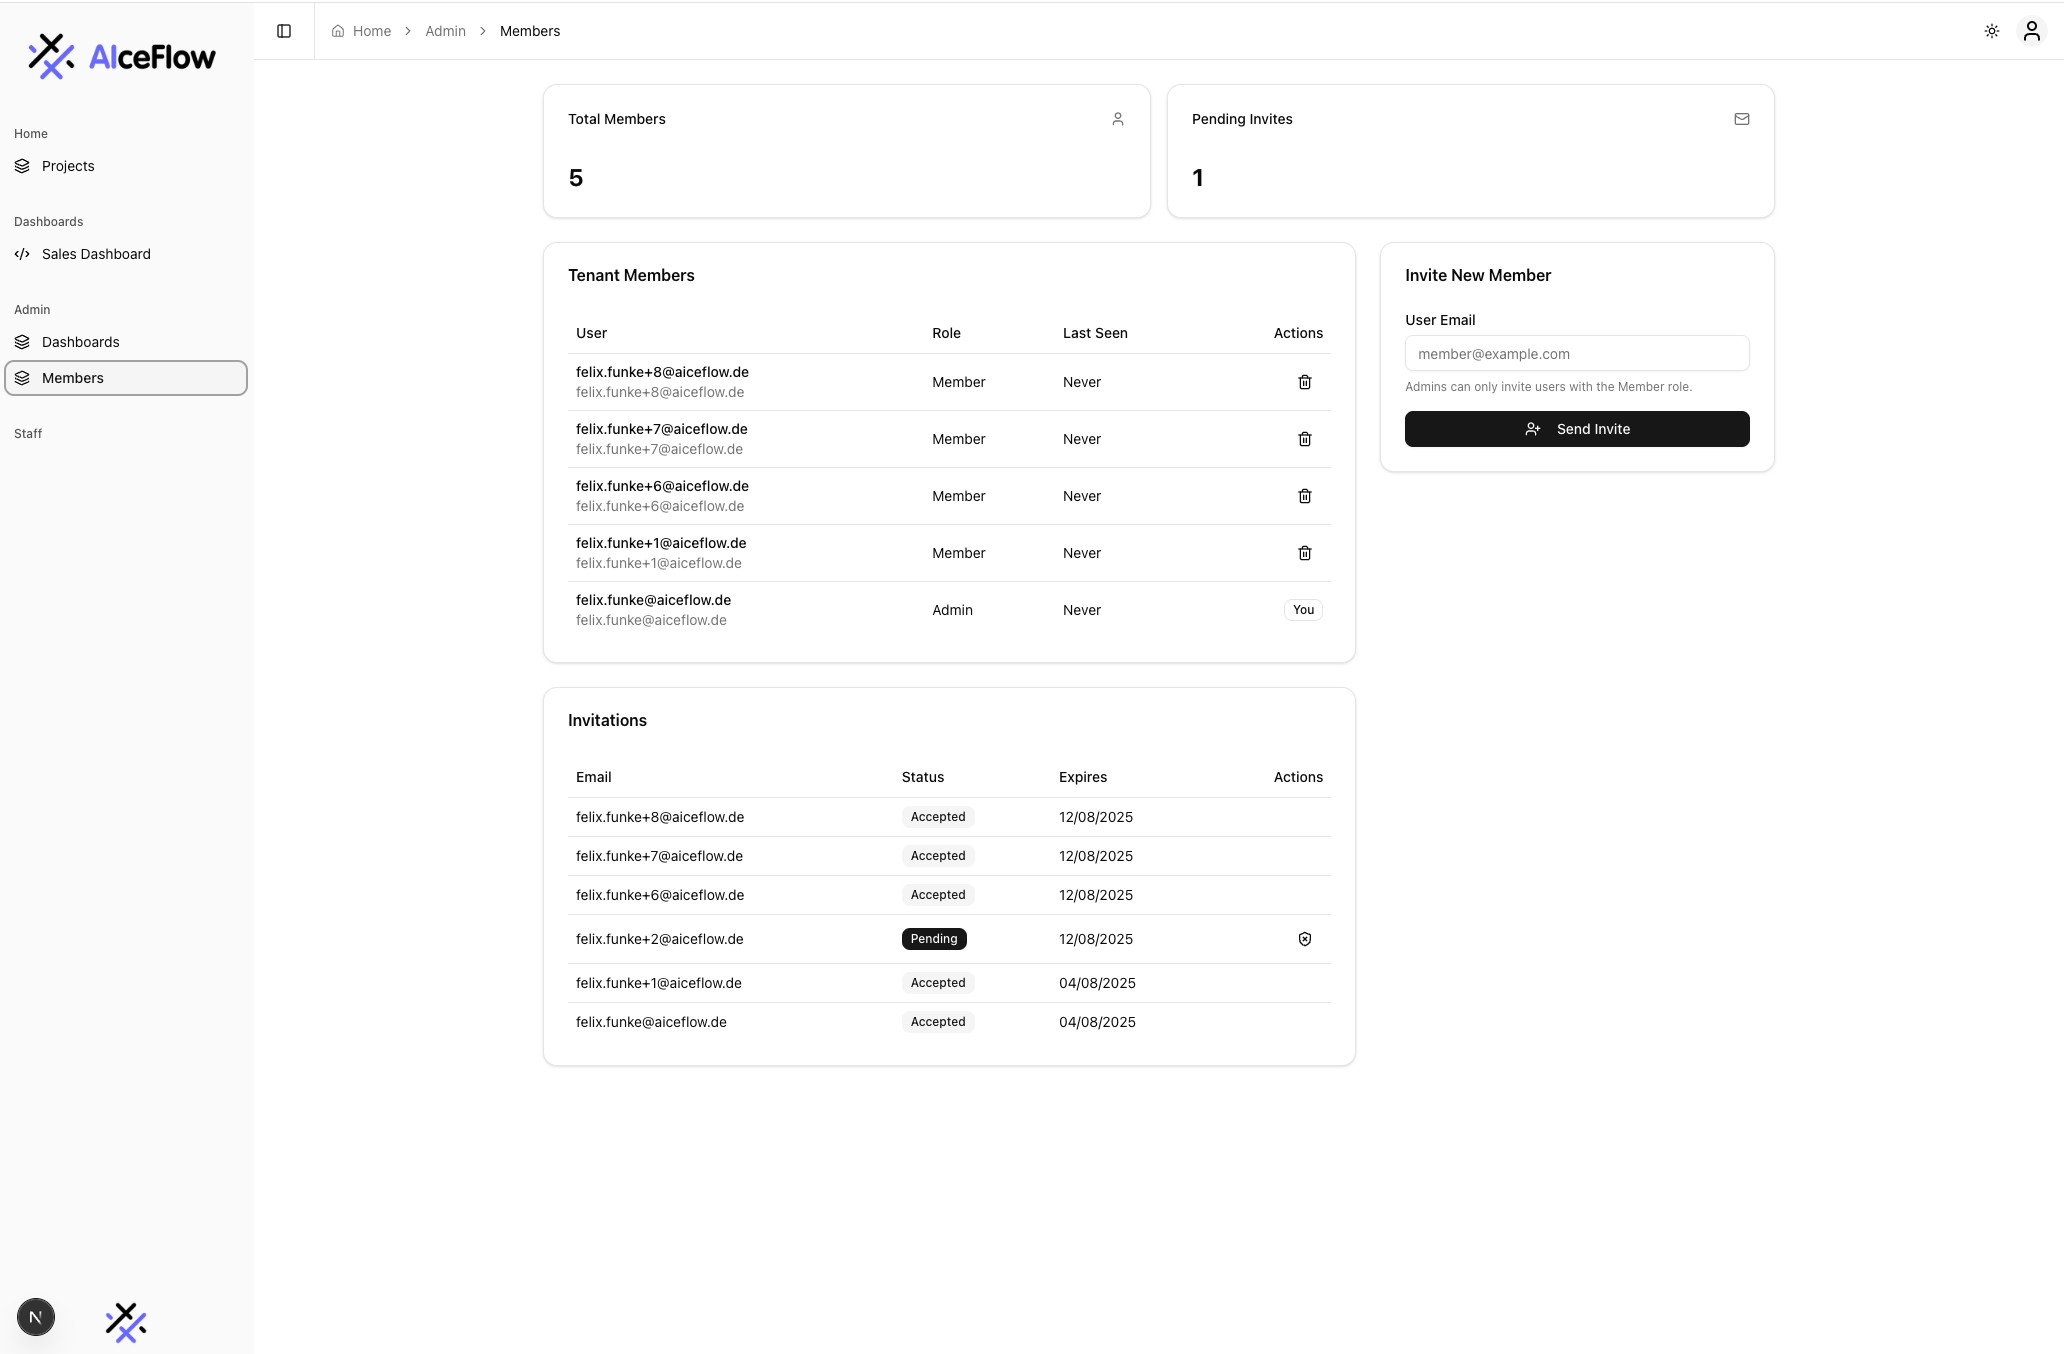 AIceFlow
Home > Admin > Members
Home
Projects
Dashboards
Sales Dashboard
Admin
Dashboards
Members
Staff
N
Total Members
5
Pending Invites
1
Tenant Members
User Role Last Seen Actions
felix.funke+8@aiceflow.de
felix.funke+8@aiceflow.de
Member Never
felix.funke+7@aiceflow.de
felix.funke+7@aiceflow.de
Member Never
felix.funke+6@aiceflow.de
felix.funke+6@aiceflow.de
Member Never
felix.funke+1@aiceflow.de
felix.funke+1@aiceflow.de
Member Never
felix.funke@aiceflow.de
felix.funke@aiceflow.de
Admin Never You
Invite New Member
User Email
member@example.com
Admins can only invite users with the Member role.
Send Invite
Invitations
Email Status Expires Actions
felix.funke+8@aiceflow.de Accepted 12/08/2025
felix.funke+7@aiceflow.de Accepted 12/08/2025
felix.funke+6@aiceflow.de Accepted 12/08/2025
felix.funke+2@aiceflow.de Pending 12/08/2025
felix.funke+1@aiceflow.de Accepted 04/08/2025
felix.funke@aiceflow.de Accepted 04/08/2025